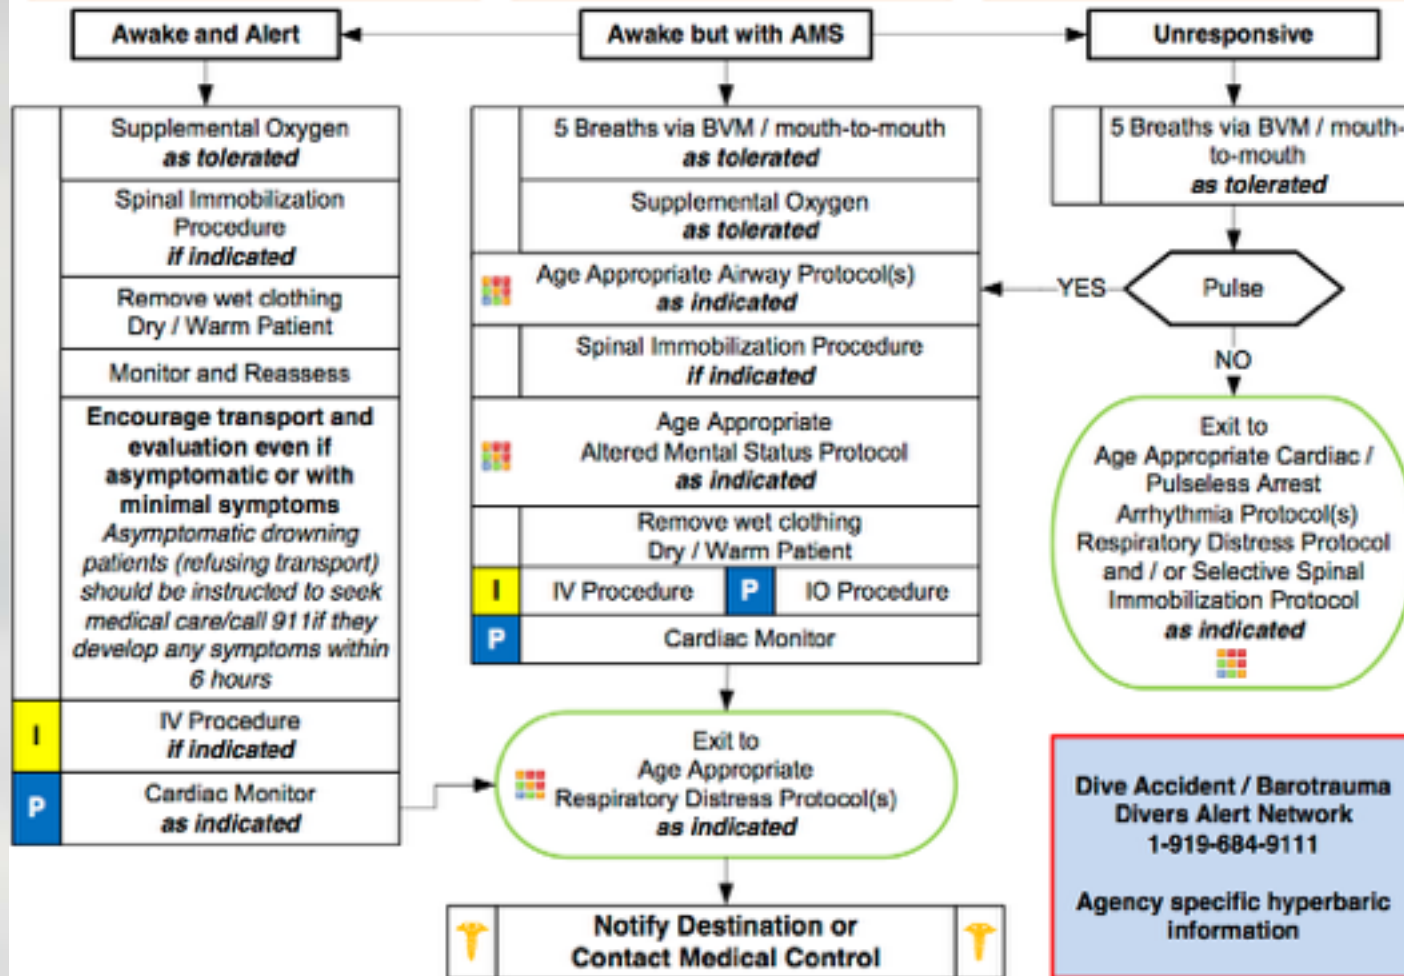 Awake and Alert
Awake but with AMS
Unresponsive
Supplemental Oxygen
as tolerated
Spinal Immobilization
Procedure
if indicated
Remove wet clothing
Dry / Warm Patient
Monitor and Reassess
Encourage transport and
evaluation even if
asymptomatic or with
minimal symptoms
Asymptomatic drowning
patients (refusing transport)
should be instructed to seek
medical care/call 911if they
develop any symptoms within
6 hours
I
IV Procedure
if indicated
P
Cardiac Monitor
as indicated
5 Breaths via BVM / mouth-to-mouth
as tolerated
Supplemental Oxygen
as tolerated
Age Appropriate Airway Protocol(s)
as indicated
Spinal Immobilization Procedure
if indicated
Age Appropriate
Altered Mental Status Protocol
as indicated
Remove wet clothing
Dry / Warm Patient
I
IV Procedure
P
IO Procedure
P
Cardiac Monitor
Exit to
Age Appropriate
Respiratory Distress Protocol(s)
as indicated
Notify Destination or
Contact Medical Control
5 Breaths via BVM / mouth-
to-mouth
as tolerated
YES
Pulse
NO
Exit to
Age Appropriate Cardiac /
Pulseless Arrest
Arrhythmia Protocol(s)
Respiratory Distress Protocol
and / or Selective Spinal
Immobilization Protocol
as indicated
Dive Accident / Barotrauma
Divers Alert Network
1-919-684-9111
Agency specific hyperbaric
information